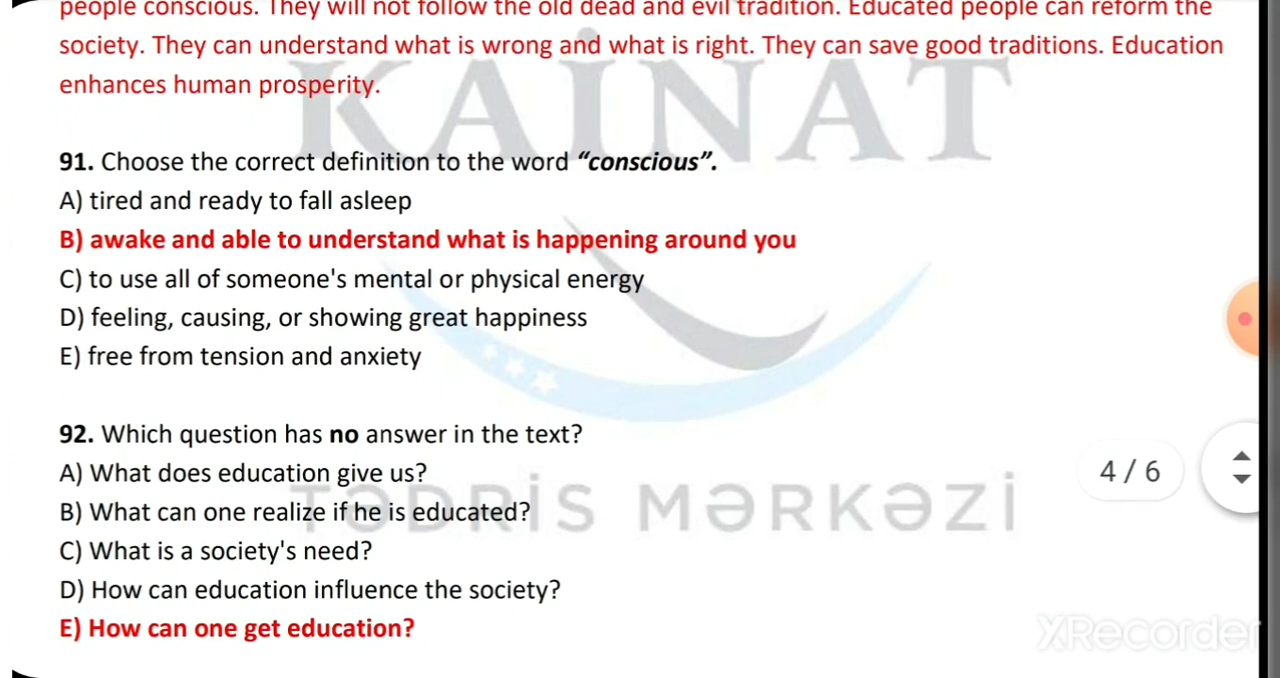 people conscious. They will not follow the old dead and evil tradition. Educated people can reform the
society. They can understand what is wrong and what is right. They can save good traditions. Education
enhances human prosperity.
KAİNAT
91. Choose the correct definition to the word “conscious”.
A) tired and ready to fall asleep
B) awake and able to understand what is happening around you
C) to use all of someone's mental or physical energy
D) feeling, causing, or showing great happiness
E) free from tension and anxiety
92. Which question has no answer in the text?
4 / 6
A) What does education give us?
TƏDRİS MƏRKƏZİ
B) What can one realize if he is educated?
C) What is a society's need?
D) How can education influence the society?
E) How can one get education?
XRecorder